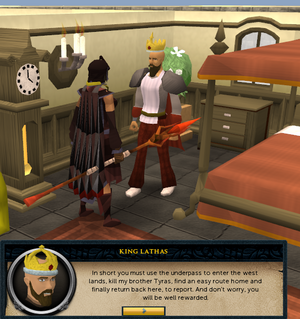 KING LATHAS
In short you must use the underpass to enter the west
lands, kill my brother Tyras, find an easy route home and
finally return back here, to report. And don't worry, you
will be well rewarded.